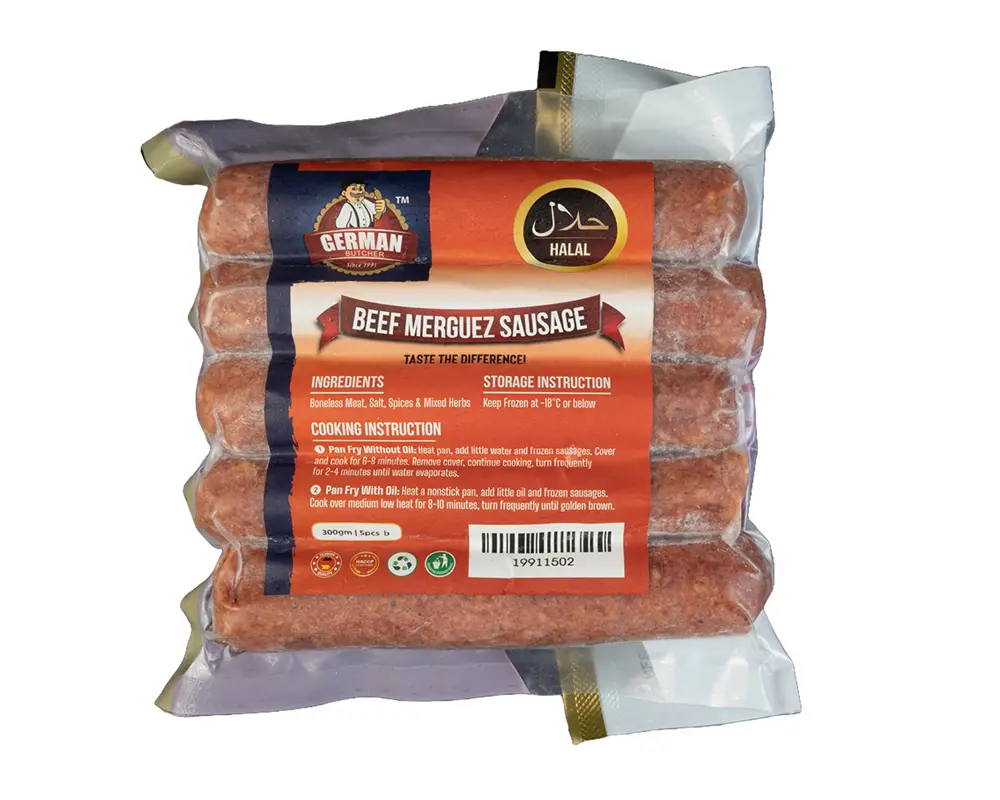 TM
GERMAN
BUTCHER
Since 1991
حلال
HALAL
BEEF MERGUEZ SAUSAGE
TASTE THE DIFFERENCE!
INGREDIENTS
Boneless Meat, Salt, Spices & Mixed Herbs
STORAGE INSTRUCTION
Keep Frozen at -18°C or below
COOKING INSTRUCTION
1 Pan Fry Without Oil: Heat pan, add little water and frozen sausages. Cover
and cook for 6-8 minutes. Remove cover, continue cooking, turn frequently
for 2-4 minutes until water evaporates.
2 Pan Fry With Oil: Heat a nonstick pan, add little oil and frozen sausages.
Cook over medium low heat for 8-10 minutes, turn frequently until golden brown.
300gm | 5pcs b
QUALITY
HACCP
19911502